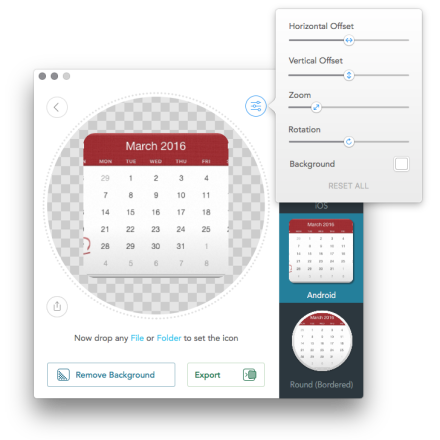 Horizontal Offset
Vertical Offset
Zoom
Rotation
Background
RESET ALL
March 2016
MON TUE WED THU FRI
29 1 2 3 4
7 8 9 10 11
14 15 16 17 18
21 22 23 24 25
28 29 30 31 1
4 5 6 7 8
Now drop any File or Folder to set the icon
Remove Background
Export
iOS
March 2016
Android
March 2016
Round (Bordered)